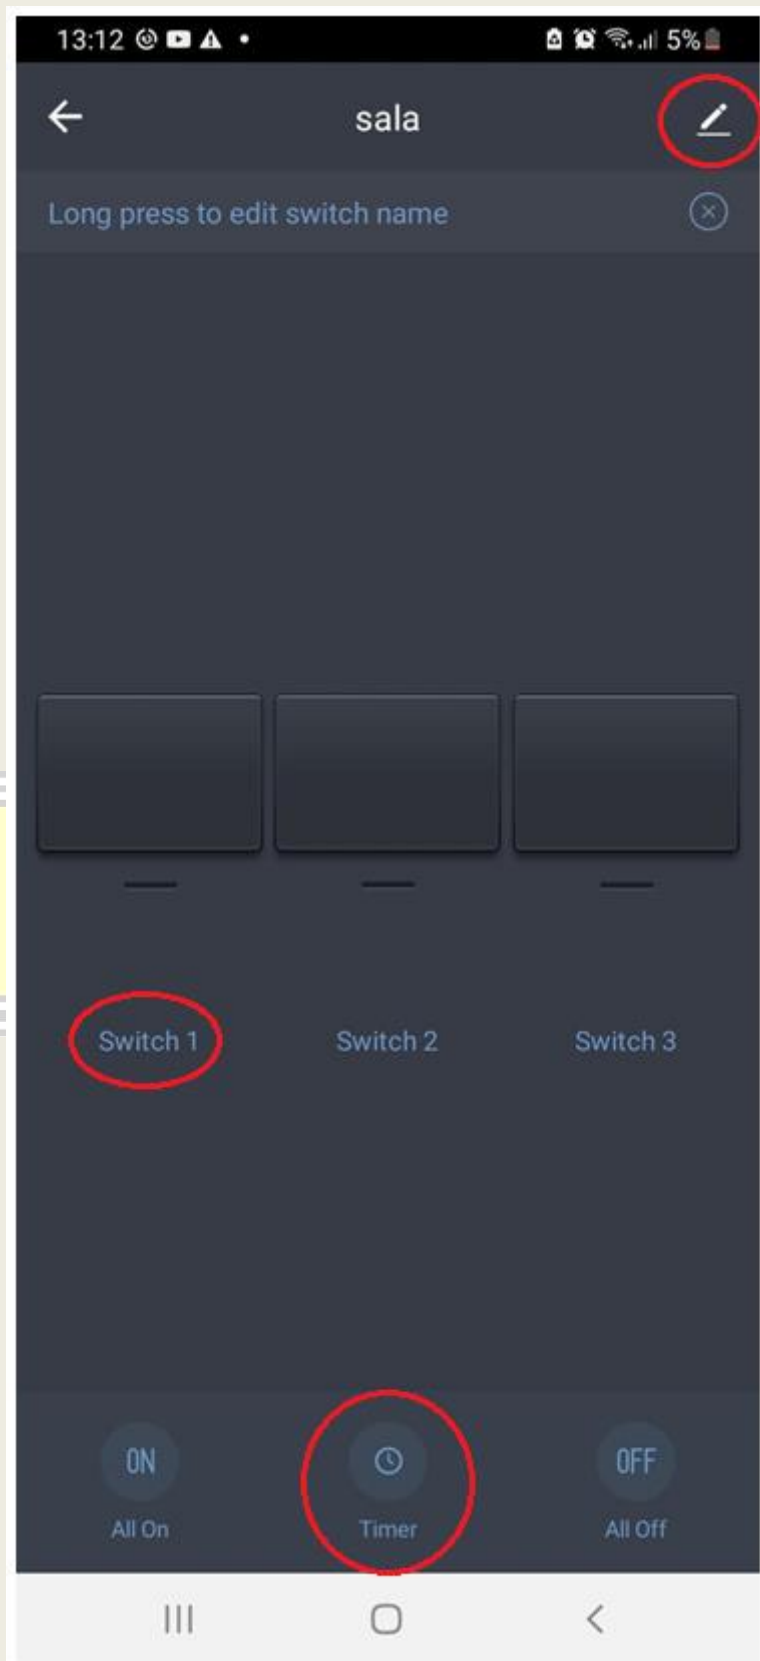 13:12 5%
sala
Long press to edit switch name
Switch 1 Switch 2 Switch 3
ON OFF
All On Timer All Off